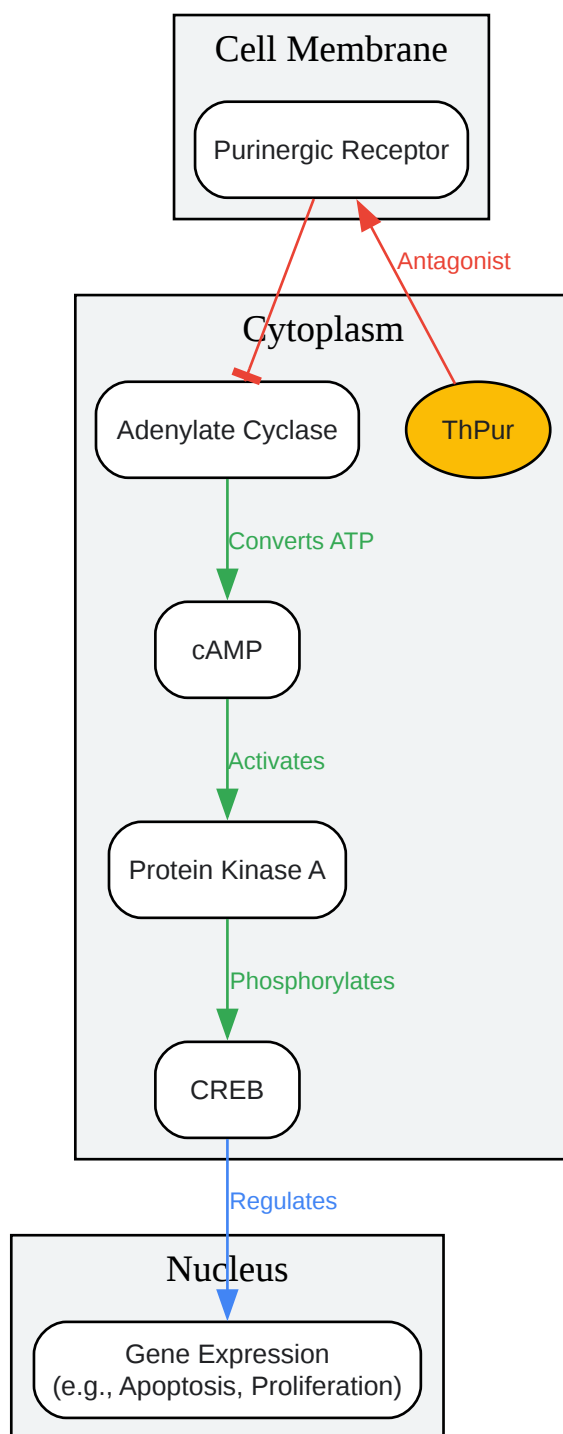 Cell Membrane
Purinergic Receptor
Antagonist
Cytoplasm
Adenylate Cyclase
ThPur
Converts ATP
cAMP
Activates
Protein Kinase A
Phosphorylates
CREB
Regulates
Nucleus
Gene Expression
(e.g., Apoptosis, Proliferation)